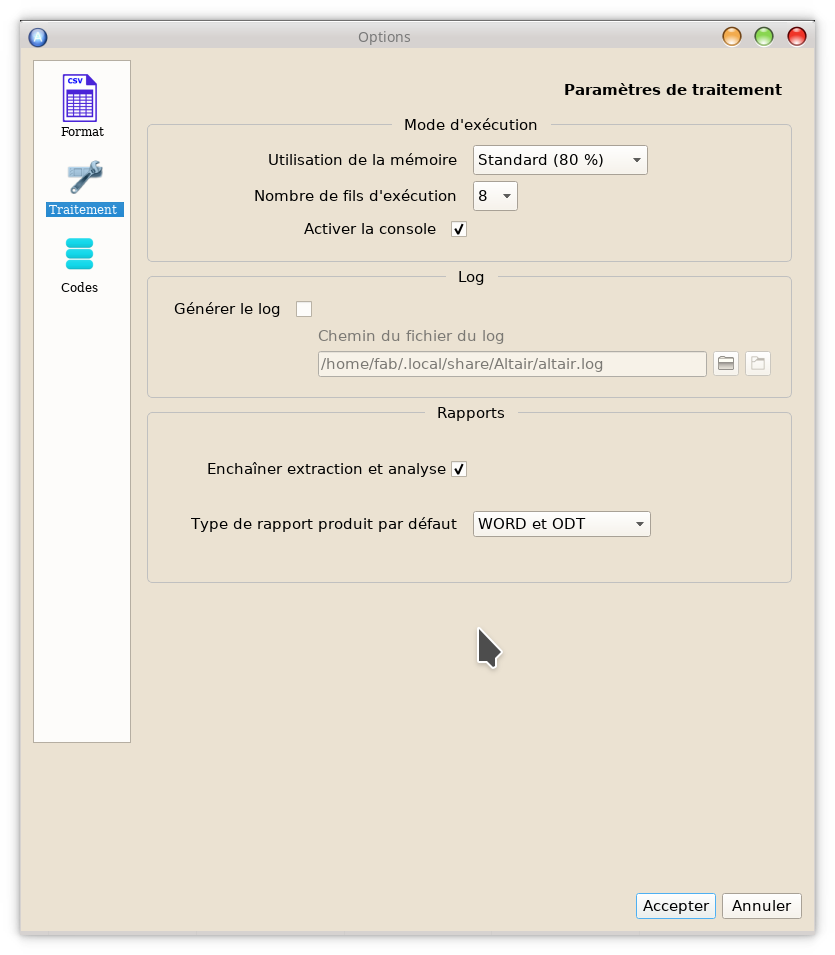 Options
CSV
Format
Traitement
Codes
Paramètres de traitement
Mode d'exécution
Utilisation de la mémoire Standard (80 %)
Nombre de fils d'exécution 8
Activer la console
Log
Générer le log
Chemin du fichier du log
/home/fab/.local/share/Altair/altair.log
Rapports
Enchaîner extraction et analyse
Type de rapport produit par défaut WORD et ODT
Accepter Annuler